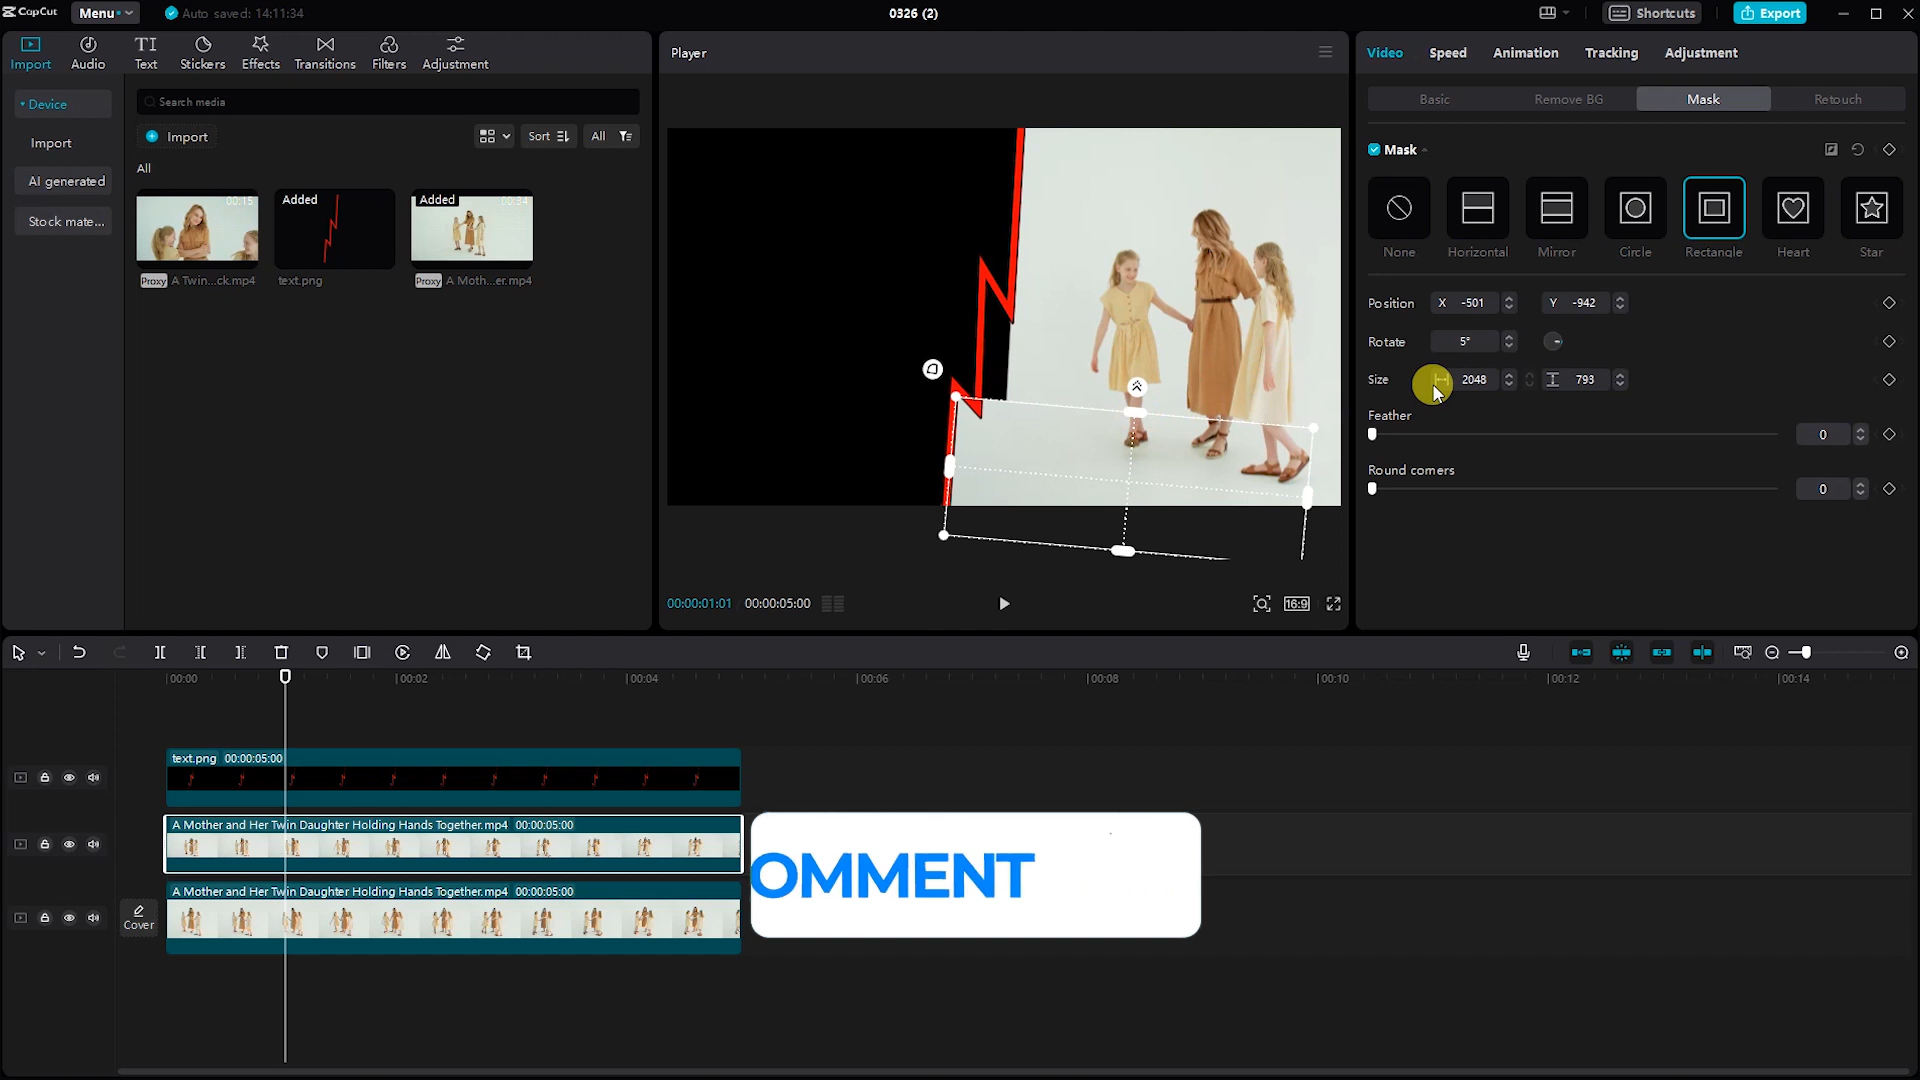 CapCut
Menu
Auto saved: 14:11:34
0326 (2)
Shortcuts
Export
Import
Audio
Text
Stickers
Effects
Transitions
Filters
Adjustment
Device
Import
AI generated
Stock mate...
Search media
Import
Sort
All
All
00:15
Added
Added
00:34
Proxy A Twin...ck.mp4
text.png
Proxy A Moth...er.mp4
Player
00:00:01:01
00:00:05:00
16:9
Video
Speed
Animation
Tracking
Adjustment
Basic
Remove BG
Mask
Retouch
Mask
None
Horizontal
Mirror
Circle
Rectangle
Heart
Star
Position X -501 Y -942
Rotate 5°
Size 2048 793
Feather
0
Round corners
0
00:00
00:02
00:04
00:06
00:08
00:10
00:12
00:14
text.png 00:00:05:00
A Mother and Her Twin Daughter Holding Hands Together.mp4 00:00:05:00
OMMENT
A Mother and Her Twin Daughter Holding Hands Together.mp4 00:00:05:00
Cover